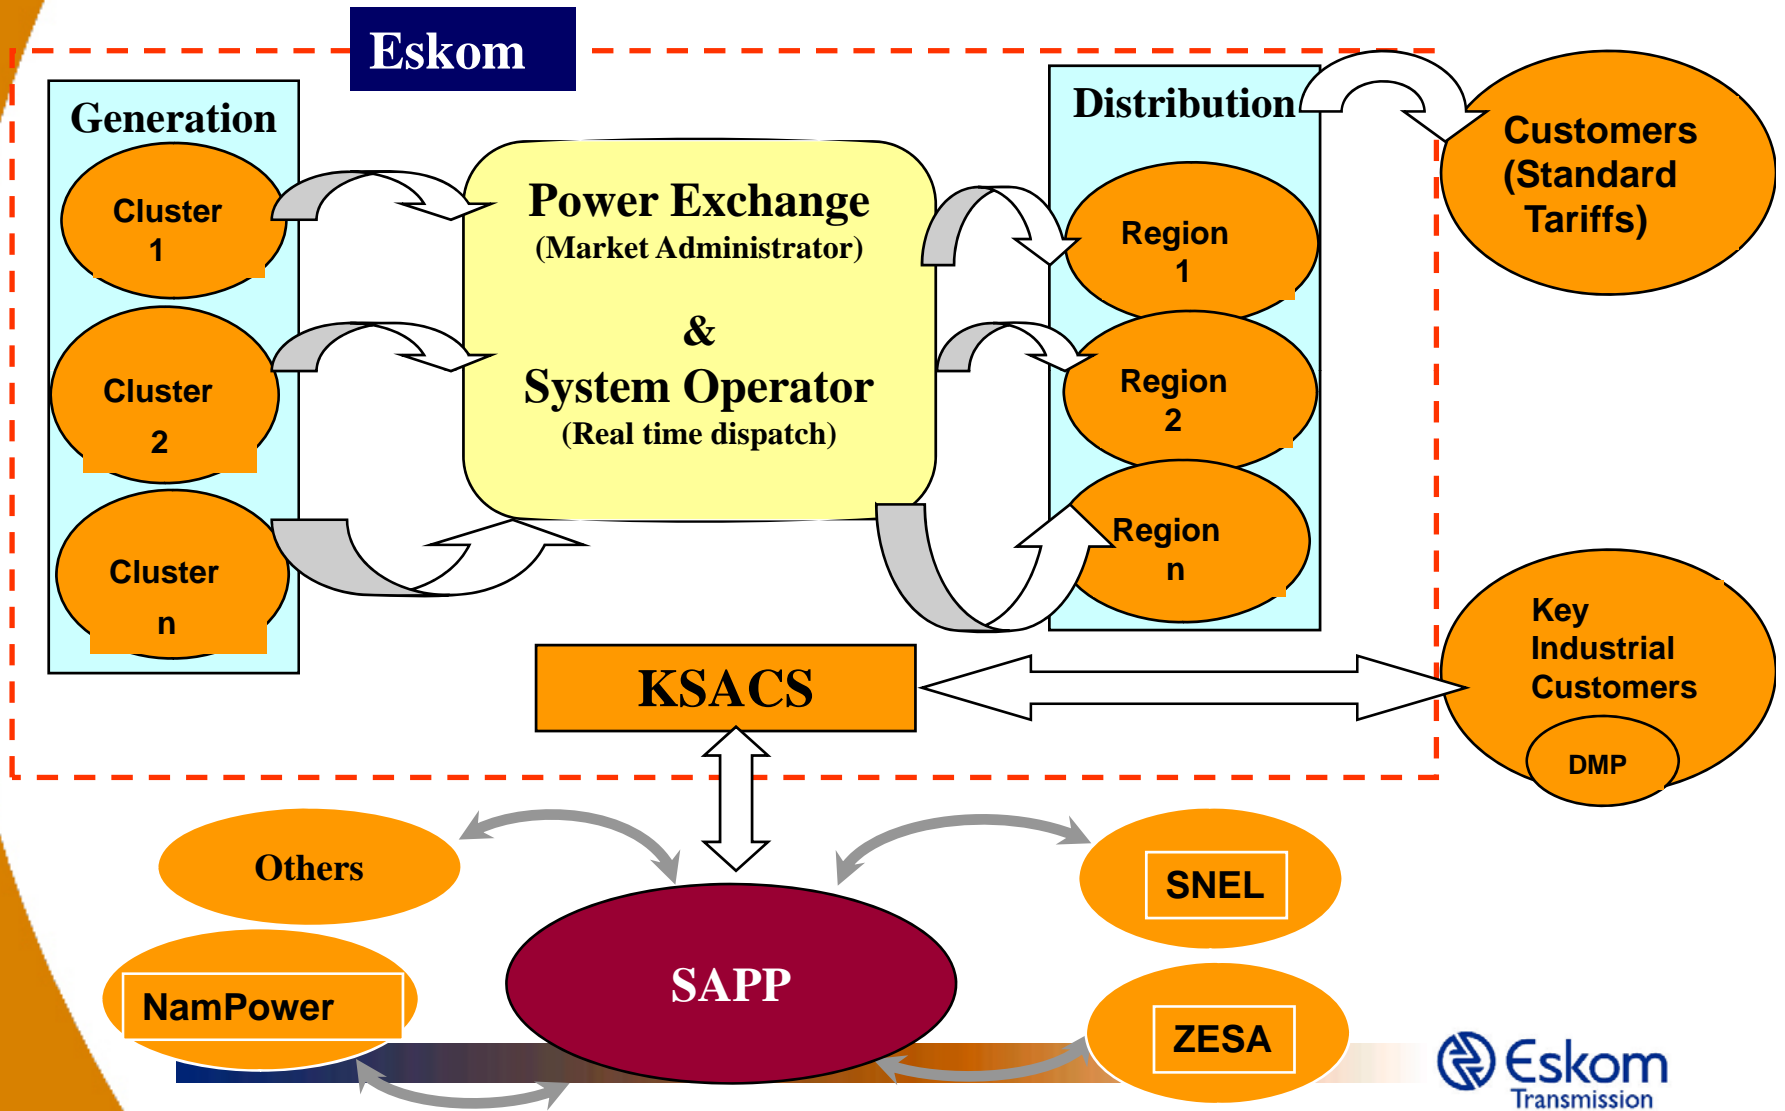 Eskom
Generation
Cluster
1
Cluster
2
Cluster
n
Power Exchange
(Market Administrator)
&
System Operator
(Real time dispatch)
Distribution
Region
1
Region
2
Region
n
Customers
(Standard
Tariffs)
KSACS
Key
Industrial
Customers
DMP
Others
NamPower
SAPP
SNEL
ZESA
Eskom
Transmission